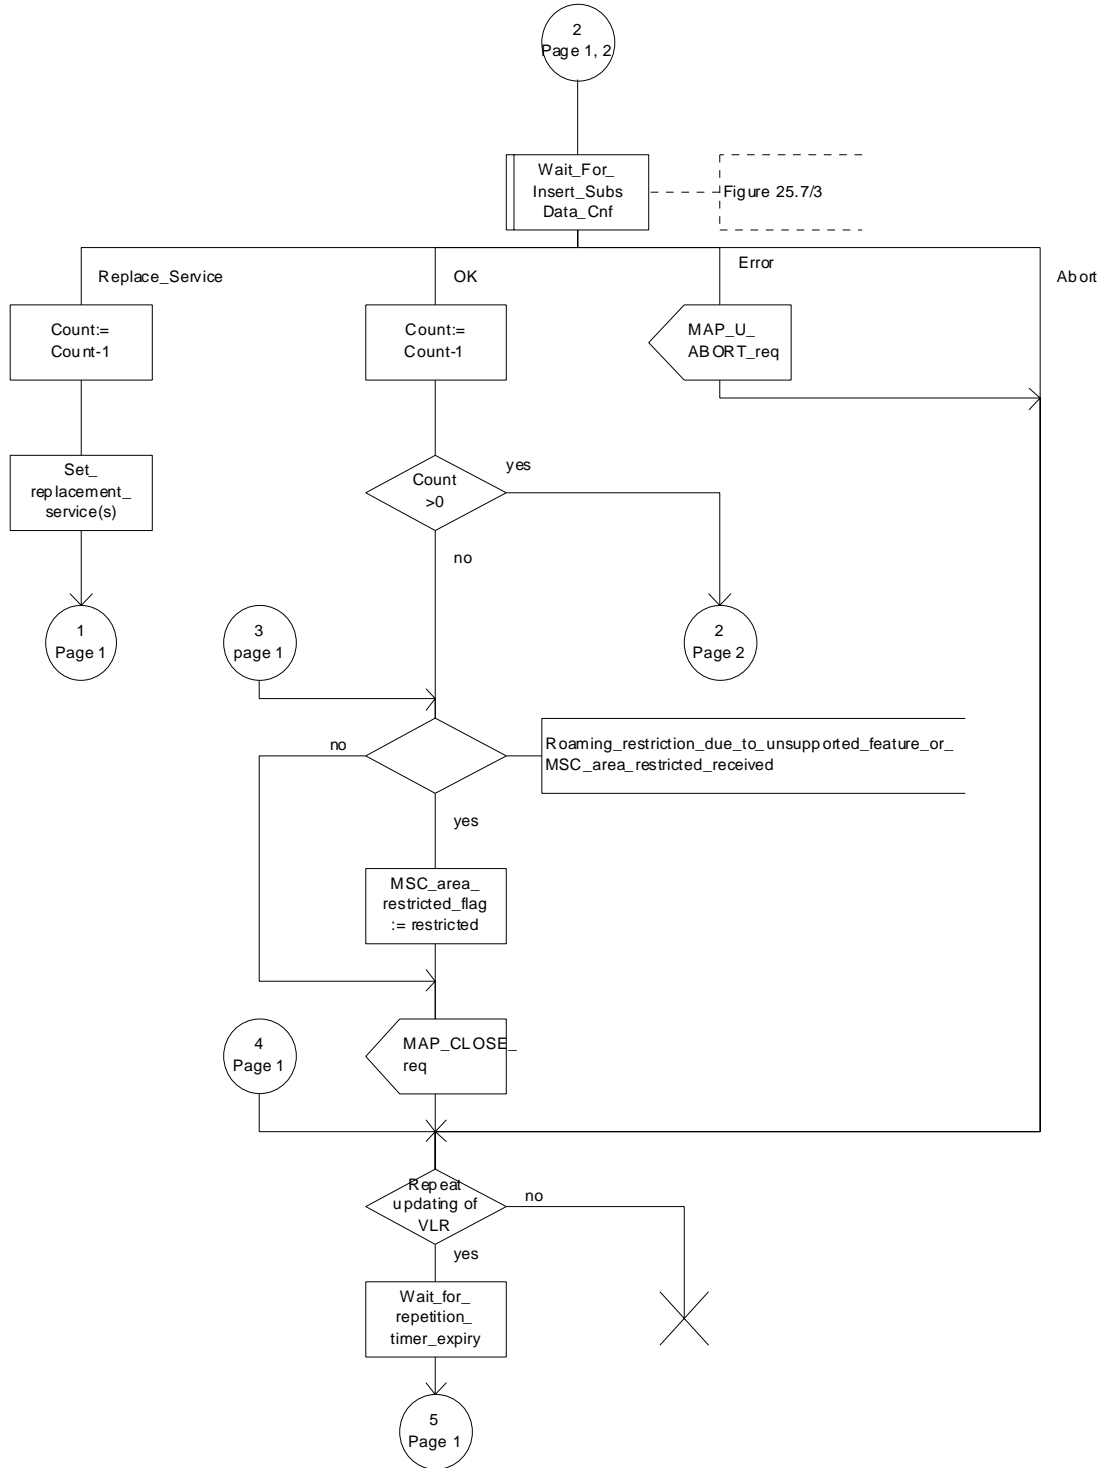 2
Page 1, 2
Wait_For_
Insert_Subs
Data_Cnf
Figure 25.7/3
Replace_Service
OK
Error
Abort
Count:=
Count-1
Count:=
Count-1
MAP_U_
ABORT_req
Set_
replacement_
service(s)
Count
>0
yes
no
1
Page 1
3
page 1
2
Page 2
no
Roaming_restriction_due_to_unsupported_feature_or_
MSC_area_restricted_received
yes
MSC_area_
restricted_flag
:= restricted
4
Page 1
MAP_CLOSE_
req
Repeat
updating of
VLR
no
yes
Wait_for_
repetition_
timer_expiry
5
Page 1